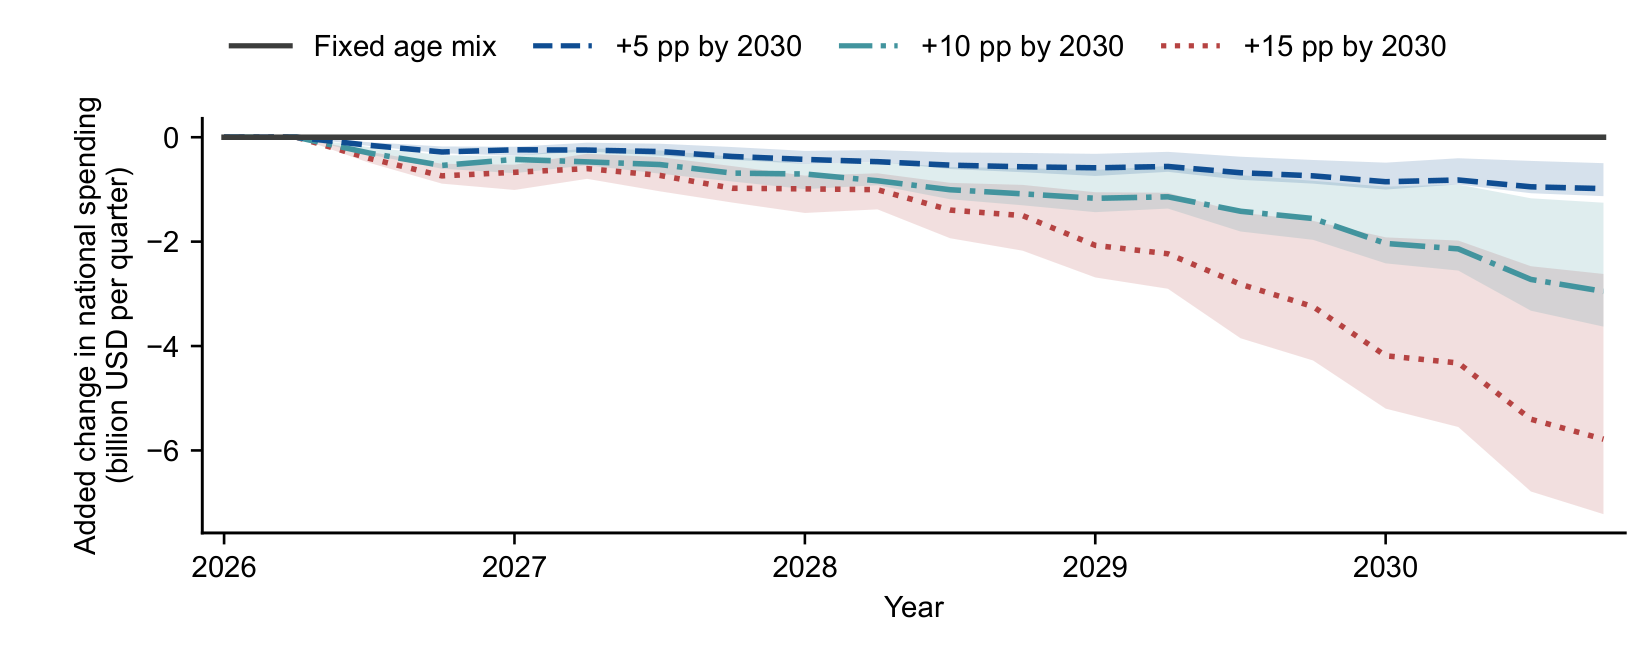 Fixed age mix
+5 pp by 2030
+10 pp by 2030
+15 pp by 2030
Added change in national spending
(billion USD per quarter)
0
−2
−4
−6
2026
2027
2028
2029
2030
Year